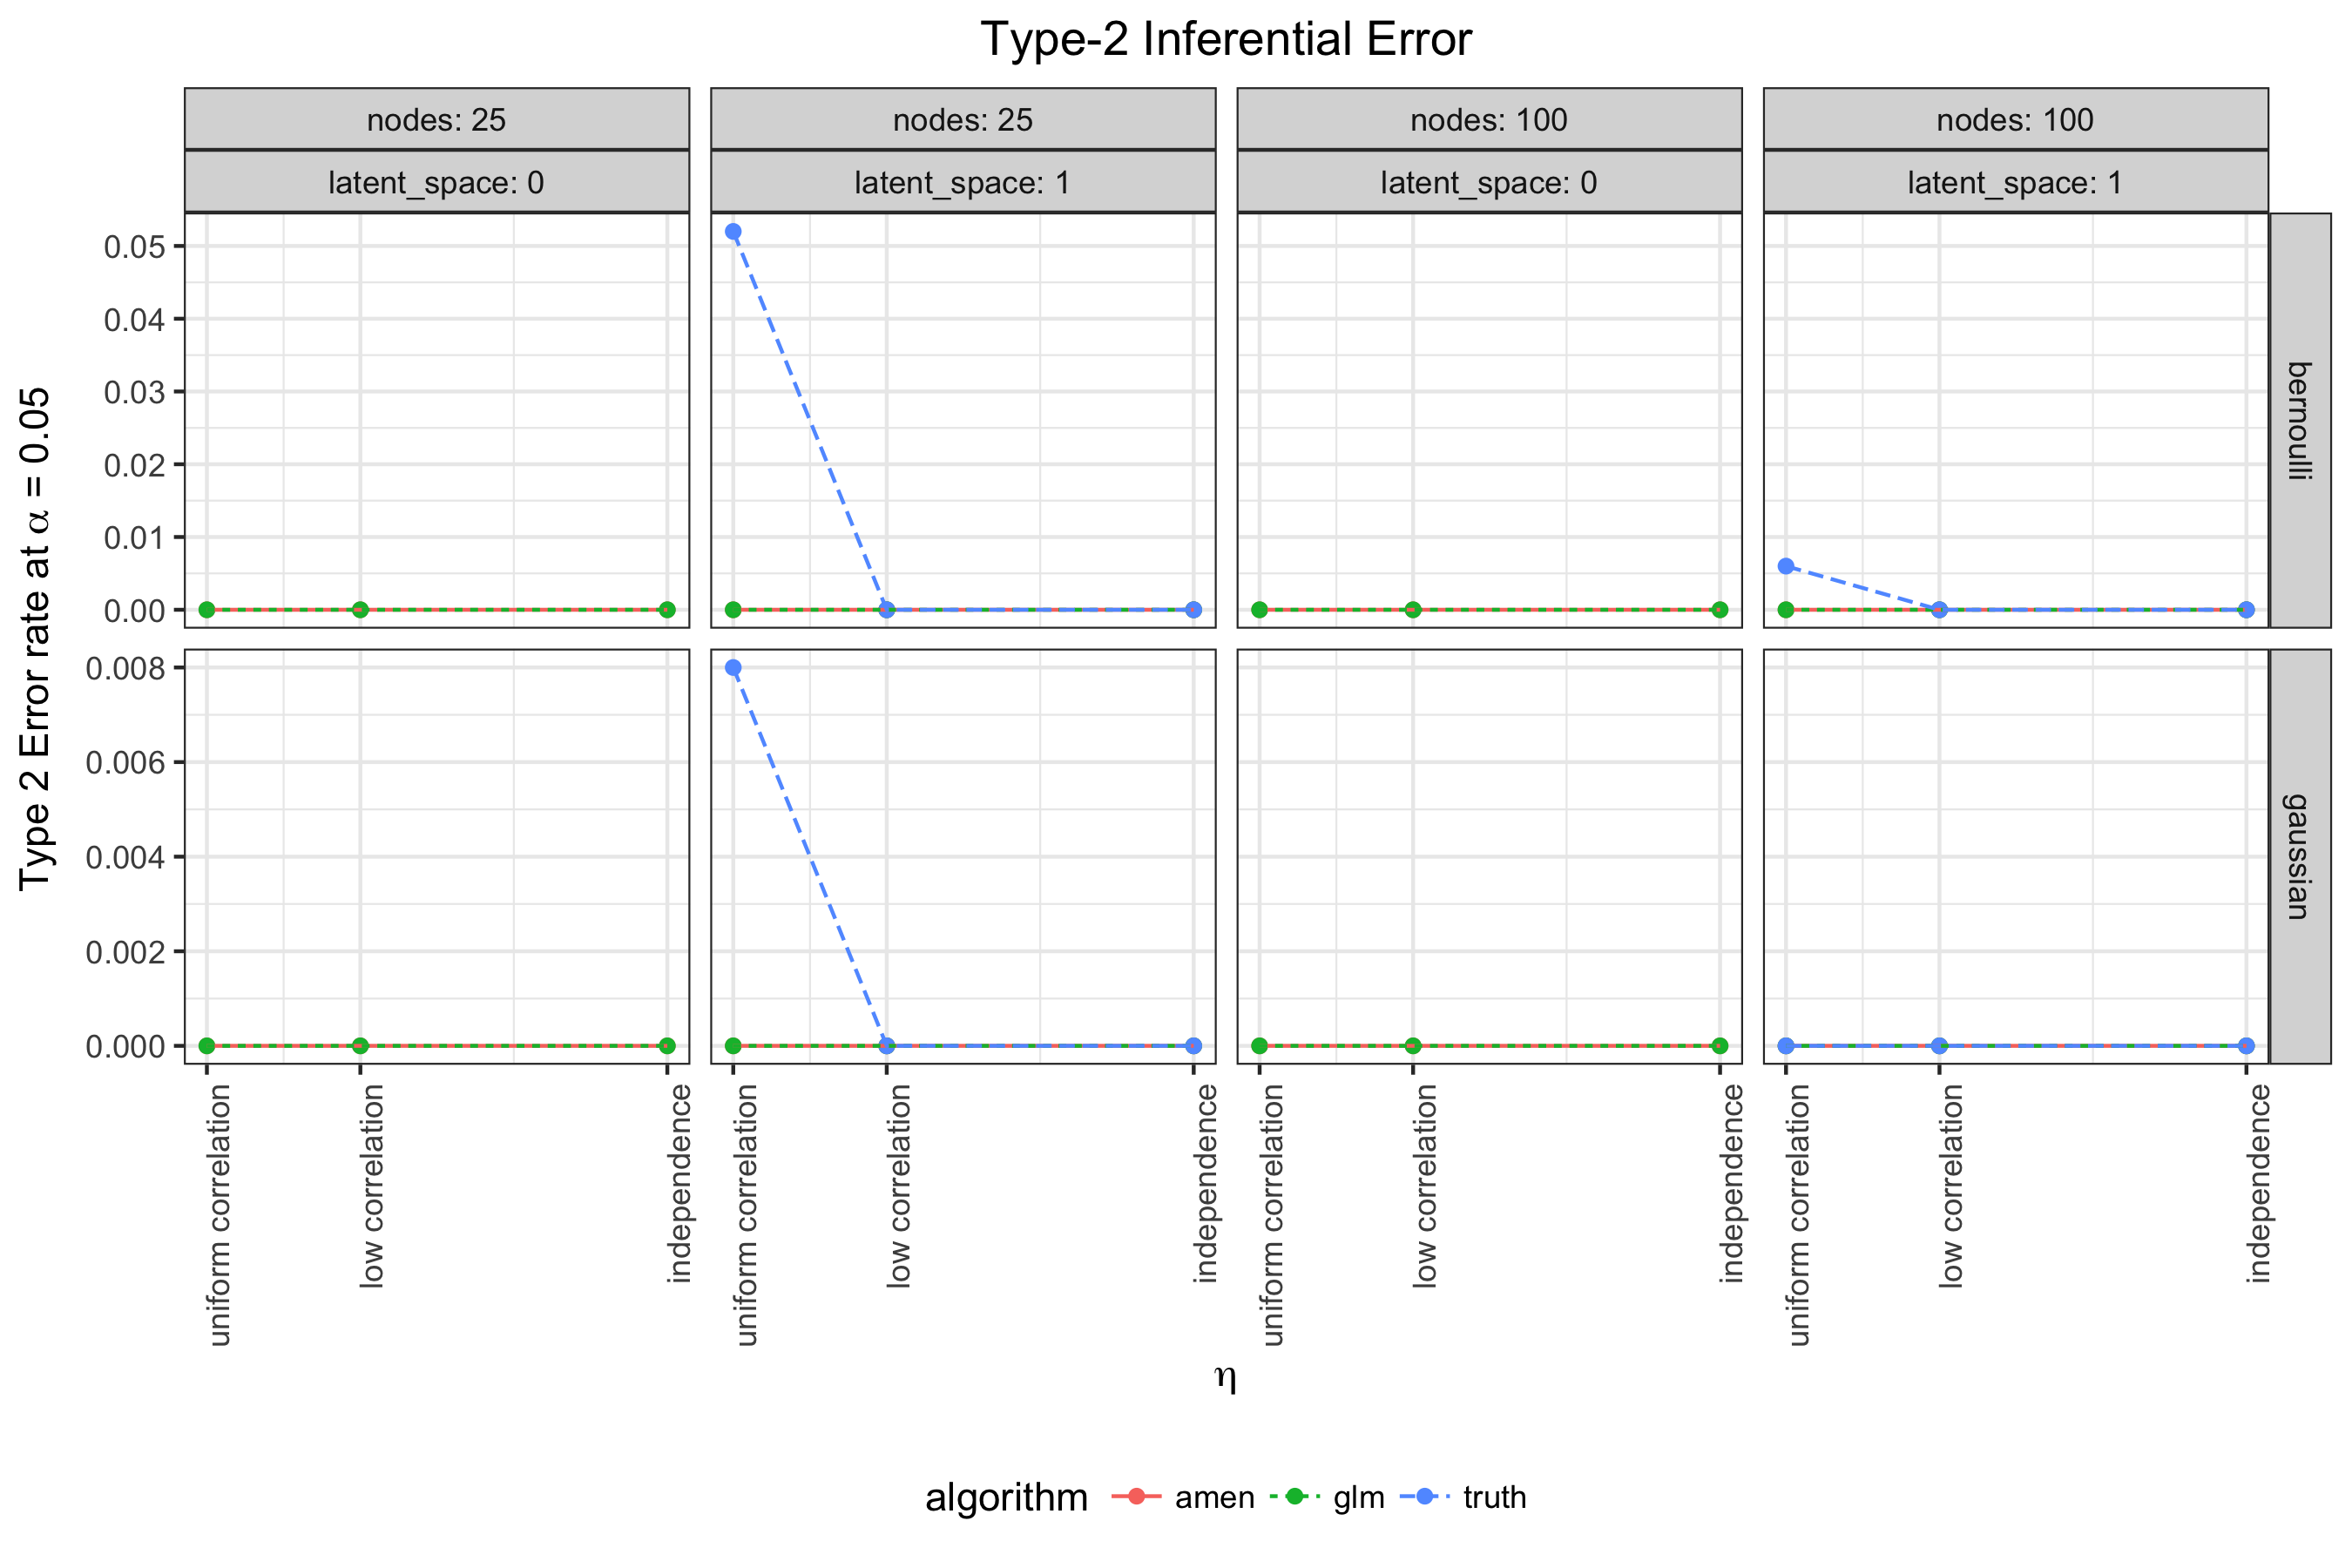 Type-2 Inferential Error
nodes: 25
nodes: 25
nodes: 100
nodes: 100
latent_space: 0
latent_space: 1
latent_space: 0
latent_space: 1
Type 2 Error rate at α = 0.05
0.05
0.04
0.03
0.02
0.01
0.00
bernoulli
0.008
0.006
0.004
0.002
0.000
gaussian
uniform correlation
low correlation
independence
uniform correlation
low correlation
independence
uniform correlation
low correlation
independence
uniform correlation
low correlation
independence
η
algorithm amen glm truth